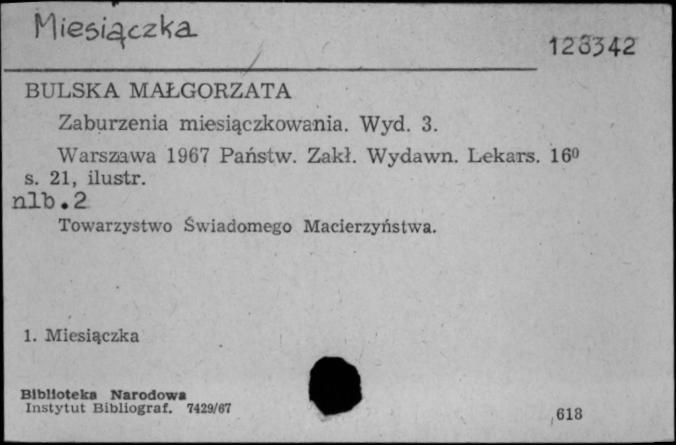 Miesiączka
128342
BULSKA MAŁGORZATA
Zaburzenia miesiączkowania. Wyd. 3.
Warszawa 1967 Państw. Zakł. Wydawn. Lekars. 16⁰
s. 21, ilustr.
nlb.2
Towarzystwo Świadomego Macierzyństwa.
1. Miesiączka
Biblioteka Narodowa
Instytut Bibliograf. 7429/67
618